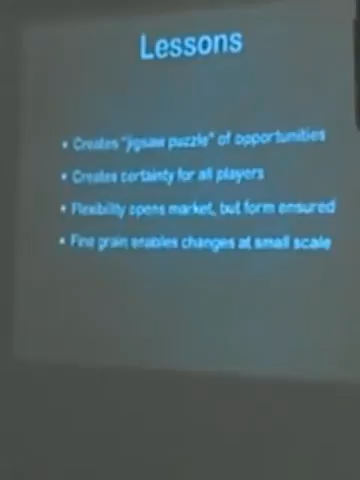 Lessons
• Creates "jigsaw puzzle" of opportunities
• Creates certainty for all players
• Flexibility opens market, but form ensured
• Fine grain enables changes at small scale